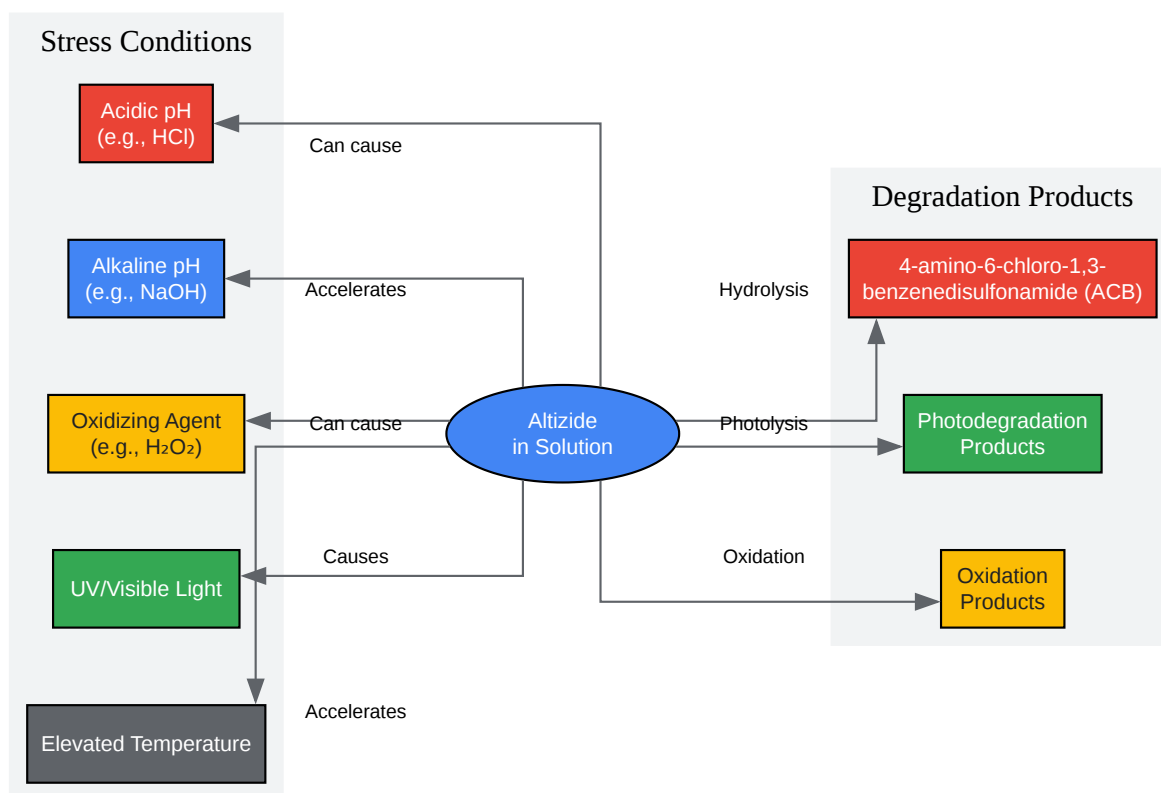 Stress Conditions
Acidic pH
(e.g., HCl)
Can cause
Alkaline pH
(e.g., NaOH)
Accelerates
Oxidizing Agent
(e.g., H₂O₂)
Can cause
UV/Visible Light
Causes
Elevated Temperature
Accelerates
Altizide
in Solution
Hydrolysis
Photolysis
Oxidation
Degradation Products
4-amino-6-chloro-1,3-
benzenedisulfonamide (ACB)
Photodegradation
Products
Oxidation
Products